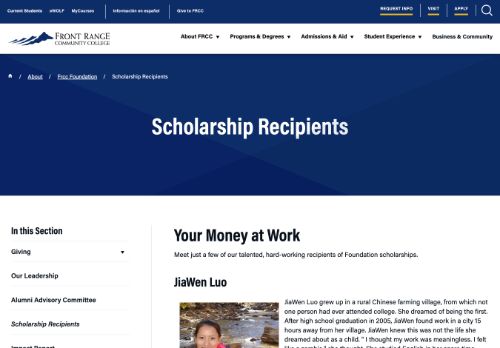 Current Students eWOLF MyCourses Información en español Give to FRCC REQUEST INFO VISIT APPLY
FRONT RANGE
COMMUNITY COLLEGE
About FRCC Programs & Degrees Admissions & Aid Student Experience Business & Community
/ About / Frcc Foundation / Scholarship Recipients
Scholarship Recipients
In this Section
Giving
Our Leadership
Alumni Advisory Committee
Scholarship Recipients
Impact Report
Your Money at Work
Meet just a few of our talented, hard-working recipients of Foundation scholarships.
JiaWen Luo
JiaWen Luo grew up in a rural Chinese farming village, from which not
one person had ever attended college. She dreamed of being the first.
After high school graduation in 2005, JiaWen found work in a city 15
hours away from her village. JiaWen knew this was not the life she
dreamed about as a child. " I thought my work was meaningless. I felt